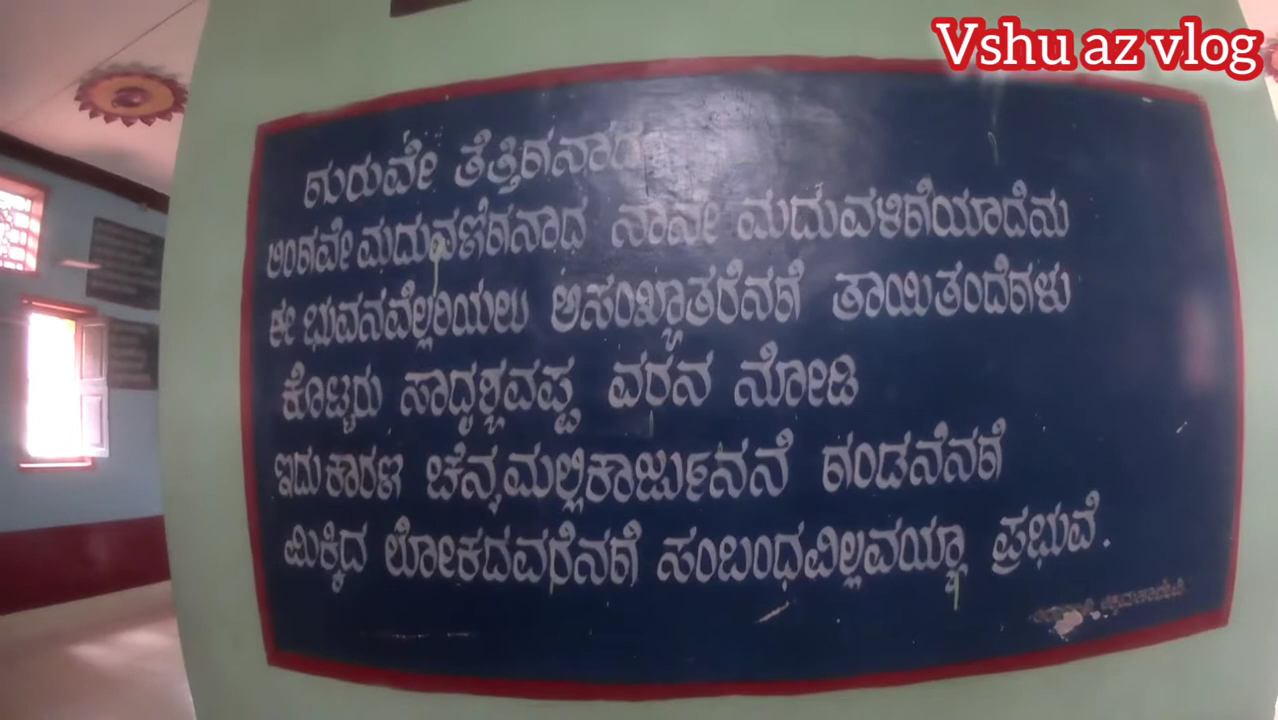 Vshu az vlog
ಗುರುವೇ ತೆತ್ತಿಗನಾದ
ಲಿಂಗವೇ ಮದುವಣಿಗನಾದ ನಾನೇ ಮದುವಳಿಗೆಯಾದೆನು
ಈ ಭುವನವೆಲ್ಲರಿಯಲು ಅಸಂಖ್ಯಾತರೆನಗೆ ತಾಯಿತಂದೆಗಳು
ಕೊಟ್ಟರು ಸಾದೃಶ್ಯವಪ್ಪ ವರನ ನೋಡಿ
ಇದುಕಾರಣ ಚೆನ್ನಮಲ್ಲಿಕಾರ್ಜುನನೆ ಗಂಡನೆನಗೆ
ಮಿಕ್ಕಿದ ಲೋಕದವರೆನಗೆ ಸಂಬಂಧವಿಲ್ಲವಯ್ಯಾ ಪ್ರಭುವೆ.